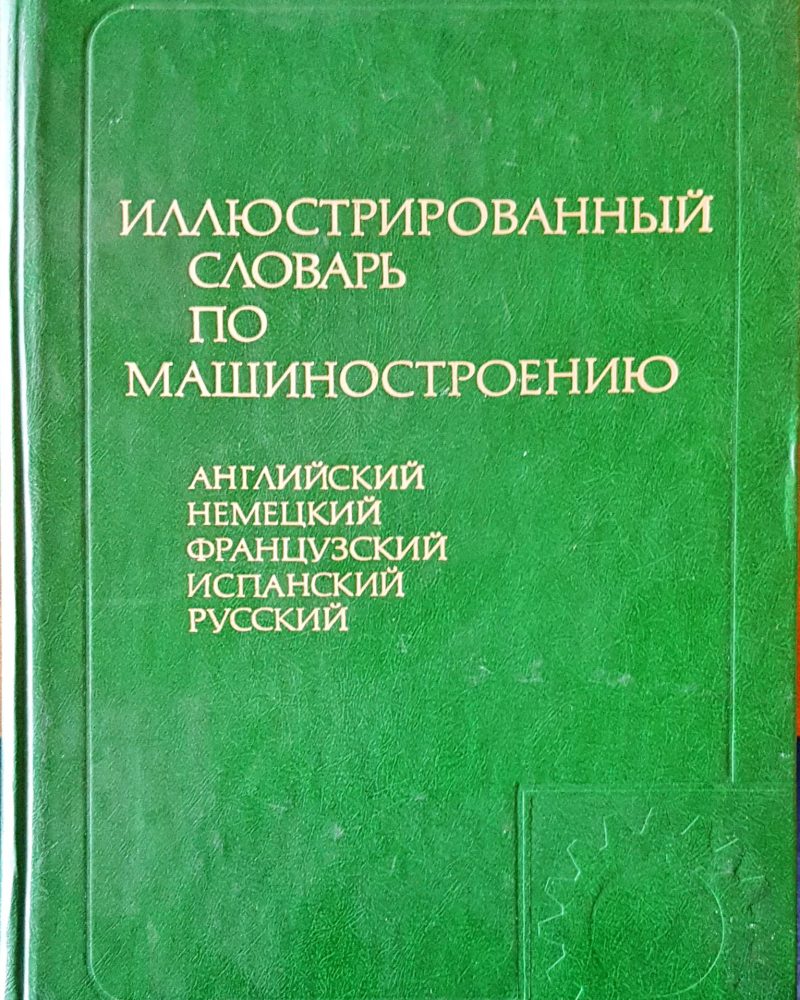 ИЛЛЮСТРИРОВАННЫЙ
СЛОВАРЬ
ПО
МАШИНОСТРОЕНИЮ
АНГЛИЙСКИЙ
НЕМЕЦКИЙ
ФРАНЦУЗСКИЙ
ИСПАНСКИЙ
РУССКИЙ